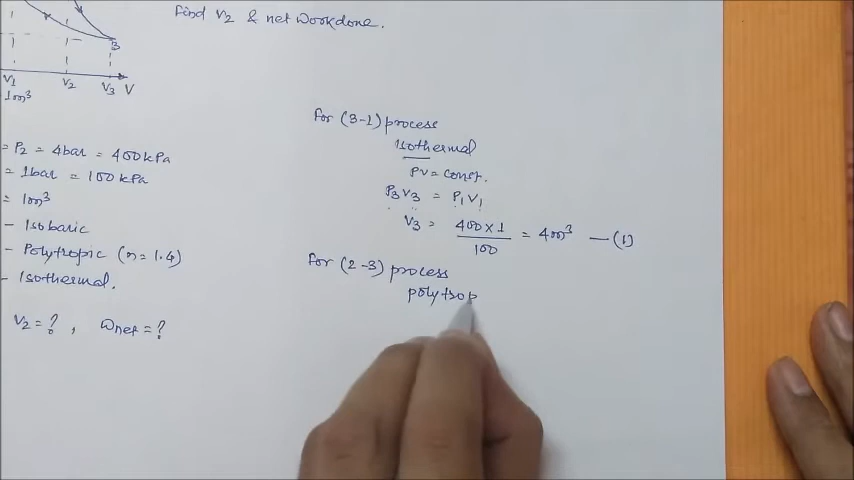 Find V2 & net workdone.
3
V1 V2 V3 V
1m³
= P2 = 4bar = 400 kPa
= 1bar = 100 kPa
= 1m³
- Isobaric
- Polytropic (n = 1.4)
- Isothermal.
V2 = ? , Wnet = ?
for (3-1) process
Isothermal
PV = const.
P3V3 = P1V1
V3 = 400 x 1 / 100 = 4m³ — (1)
for (2-3) process
polytrop